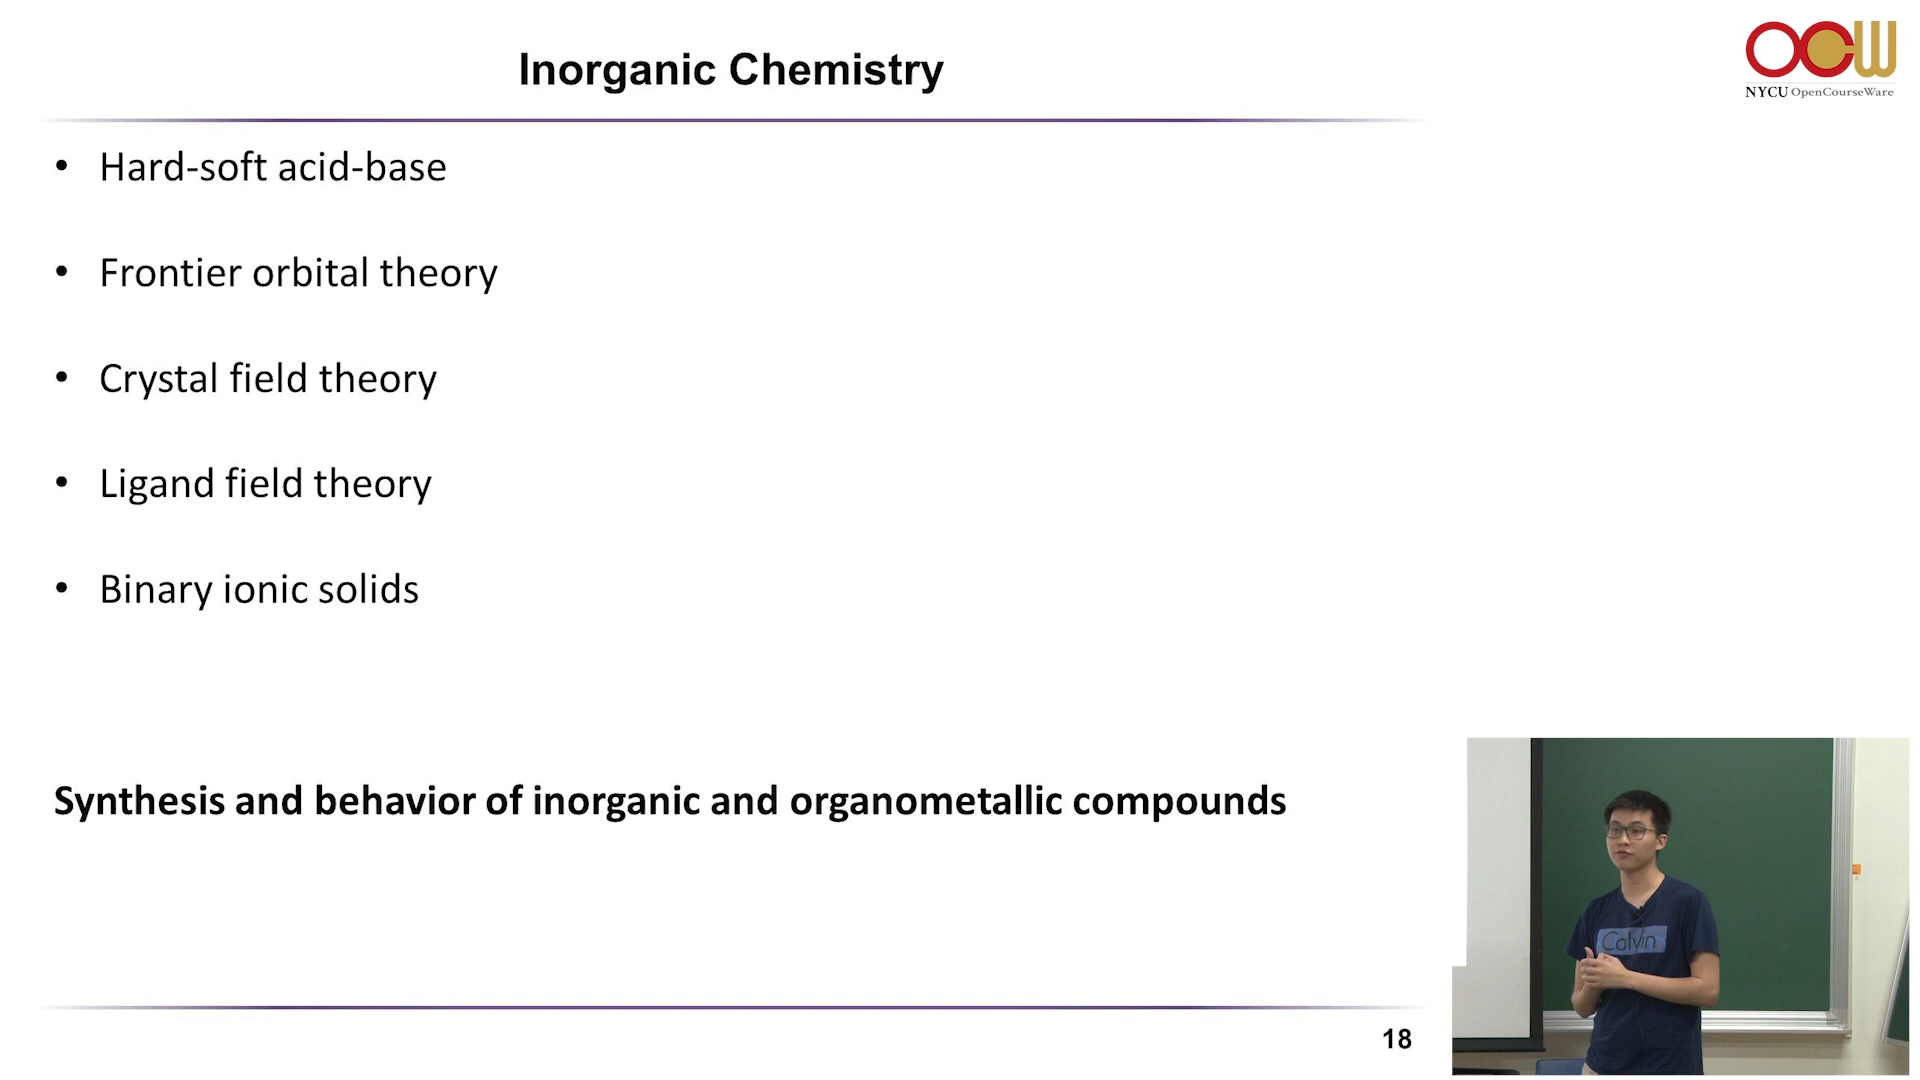 Inorganic Chemistry
OCW
NYCU OpenCourseWare
• Hard-soft acid-base
• Frontier orbital theory
• Crystal field theory
• Ligand field theory
• Binary ionic solids
Synthesis and behavior of inorganic and organometallic compounds
Calvin
18